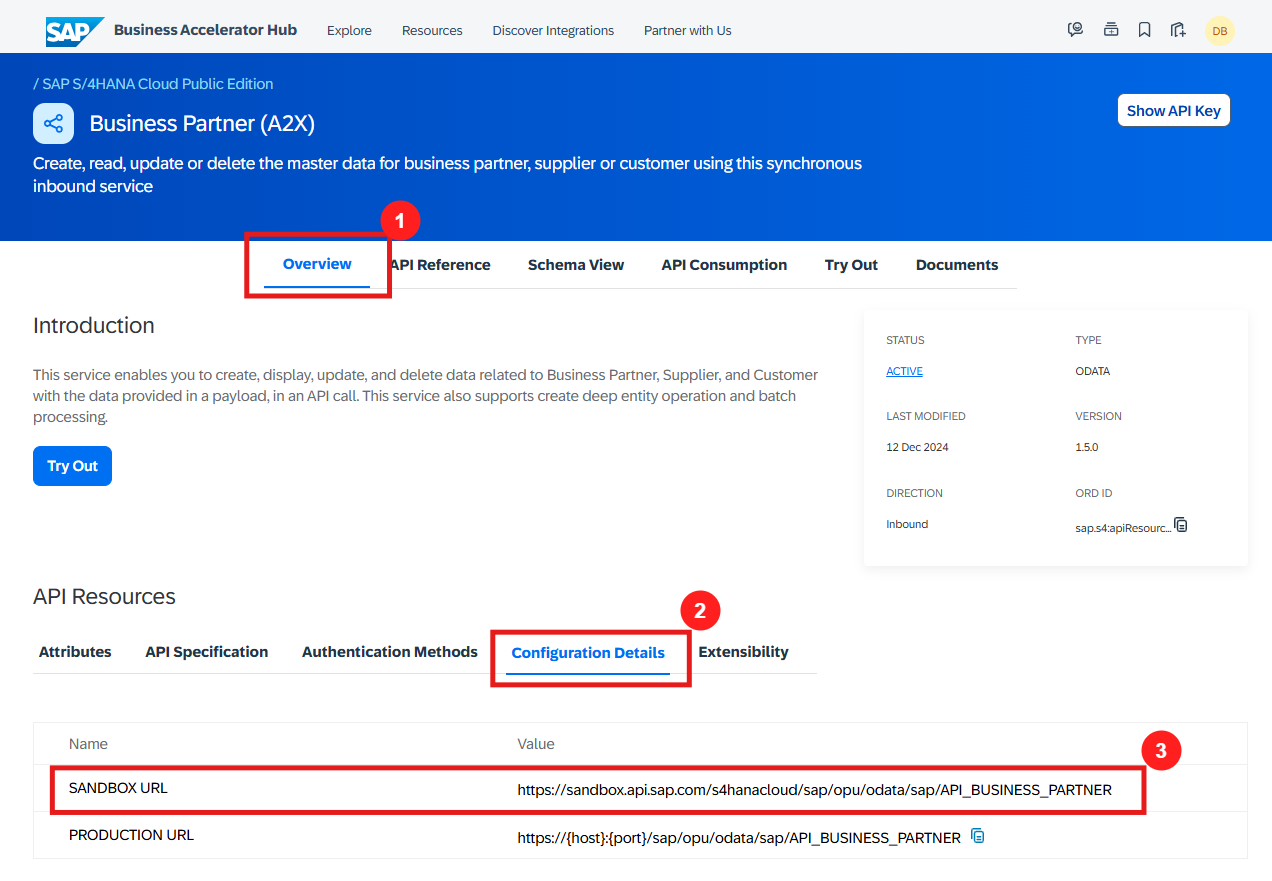 SAP Business Accelerator Hub Explore Resources Discover Integrations Partner with Us DB
/ SAP S/4HANA Cloud Public Edition
Business Partner (A2X)
Show API Key
Create, read, update or delete the master data for business partner, supplier or customer using this synchronous
inbound service
1
Overview API Reference Schema View API Consumption Try Out Documents
Introduction
This service enables you to create, display, update, and delete data related to Business Partner, Supplier, and Customer
with the data provided in a payload, in an API call. This service also supports create deep entity operation and batch
processing.
Try Out
STATUS TYPE
ACTIVE ODATA
LAST MODIFIED VERSION
12 Dec 2024 1.5.0
DIRECTION ORD ID
Inbound sap.s4:apiResourc...
API Resources
2
Attributes API Specification Authentication Methods Configuration Details Extensibility
Name Value
3
SANDBOX URL https://sandbox.api.sap.com/s4hanacloud/sap/opu/odata/sap/API_BUSINESS_PARTNER
PRODUCTION URL https://{host}:{port}/sap/opu/odata/sap/API_BUSINESS_PARTNER